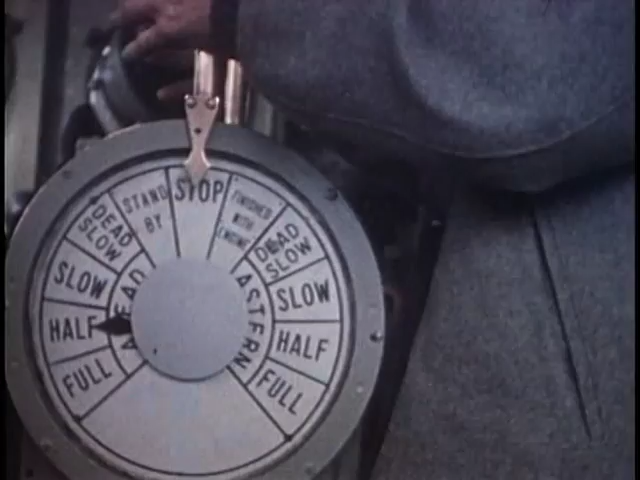 STOP
STAND
BY
DEAD
SLOW
SLOW
HALF
FULL
AHEAD
FINISHED
WITH
ENGINE
DEAD
SLOW
SLOW
HALF
FULL
ASTERN